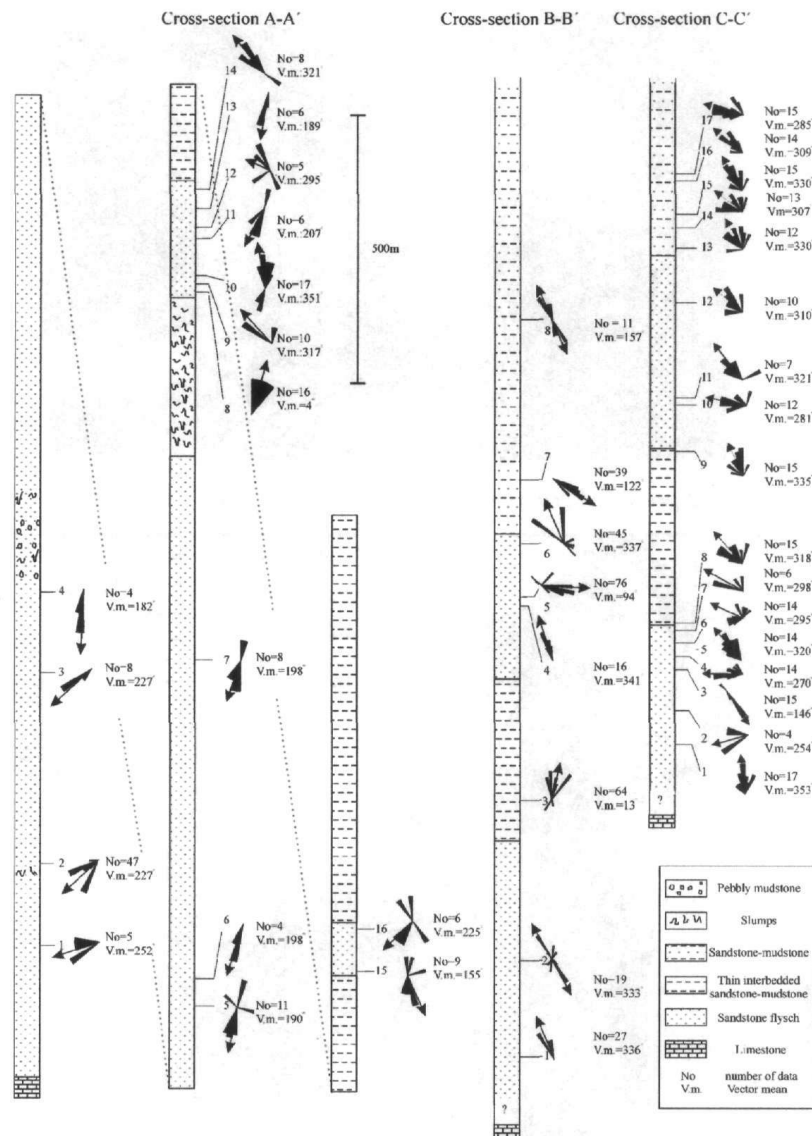 Cross-section A-A´
Cross-section B-B´
Cross-section C-C´
14
No=8
V.m.:321°
13
No=6
V.m.:189
12
No=5
V.m.:295
11
No=6
V.m.:207
10
No=17
V.m.:351°
9
No=10
V.m.:317°
8
No=16
V.m.=4°
500m
4
No=4
V.m.=182°
3
No=8
V.m.=227°
2
No=47
V.m.=227°
1
No=5
V.m.=252°
7
No=8
V.m.=198°
6
No=4
V.m.=198°
5
No=11
V.m.=190°
16
No=6
V.m.=225°
15
No=9
V.m.=155°
8
No = 11
V.m.=157°
7
No=39
V.m.=122°
6
No=45
V.m.=337°
5
No=76
V.m.=94°
4
No=16
V.m.=341
3
No=64
V.m.=13°
2
No=19
V.m.=333°
1
No=27
V.m.=336
?
17
No=15
V.m.=285°
16
No=14
V.m.=309°
15
No=15
V.m.=330°
14
No=13
Vm=307
13
No=12
V.m.=330
12
No=10
V.m.=310°
11
No=7
V.m.=321°
10
No=12
V.m.=281°
9
No=15
V.m.=335°
8
No=15
V.m.=318°
7
No=6
V.m.=298°
6
No=14
V.m.=295°
5
No=14
V.m.=320°
4
No=14
V.m.=270°
3
No=15
V.m.=146°
2
No=4
V.m.=254°
1
No=17
V.m.=353°
?
Pebbly mudstone
Slumps
Sandstone-mudstone
Thin interbedded
sandstone-mudstone
Sandstone flysch
Limestone
No number of data
V.m. Vector mean